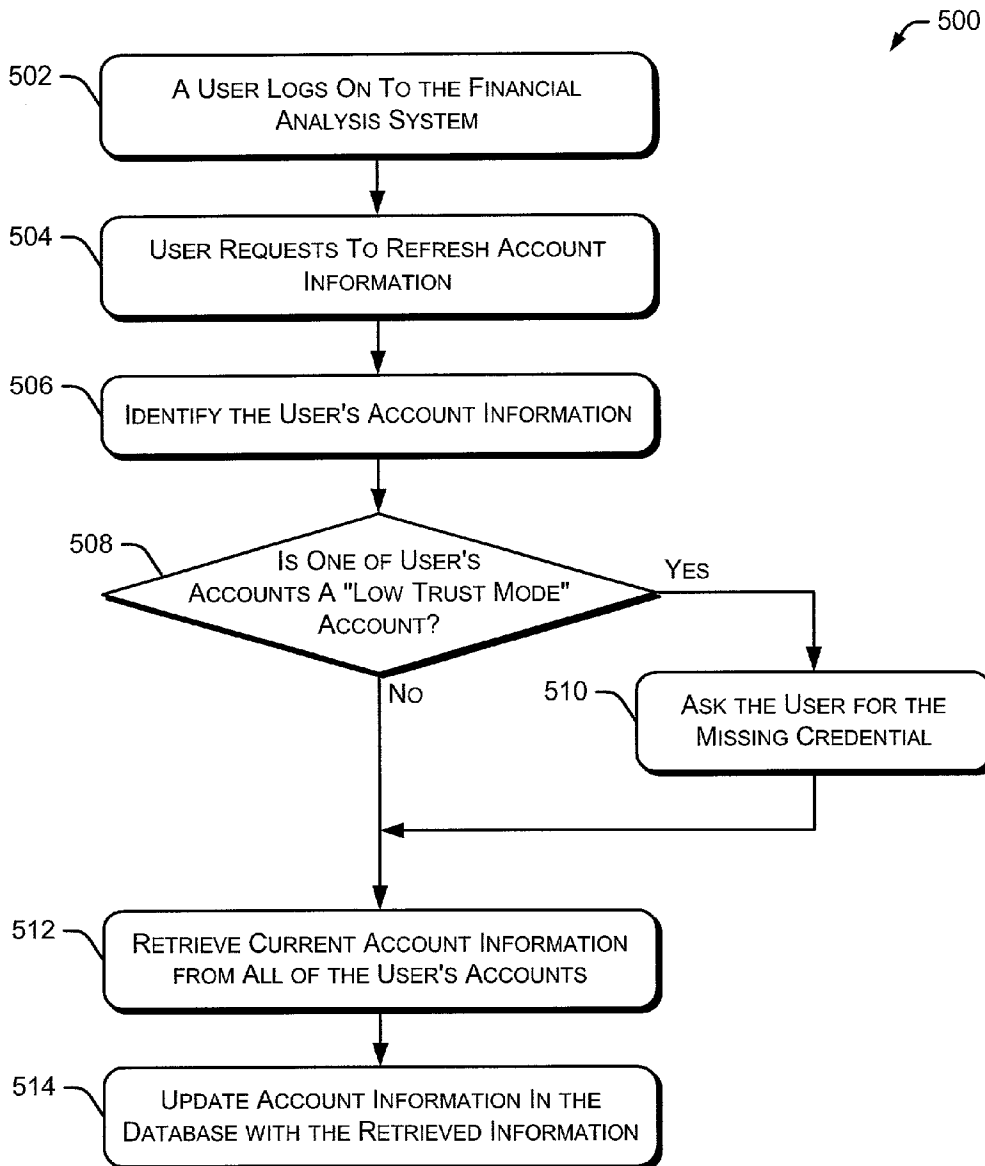 500
502
A USER LOGS ON TO THE FINANCIAL
ANALYSIS SYSTEM
504
USER REQUESTS TO REFRESH ACCOUNT
INFORMATION
506
IDENTIFY THE USER'S ACCOUNT INFORMATION
508
IS ONE OF USER'S
ACCOUNTS A "LOW TRUST MODE"
ACCOUNT?
YES
NO
510
ASK THE USER FOR THE
MISSING CREDENTIAL
512
RETRIEVE CURRENT ACCOUNT INFORMATION
FROM ALL OF THE USER'S ACCOUNTS
514
UPDATE ACCOUNT INFORMATION IN THE
DATABASE WITH THE RETRIEVED INFORMATION